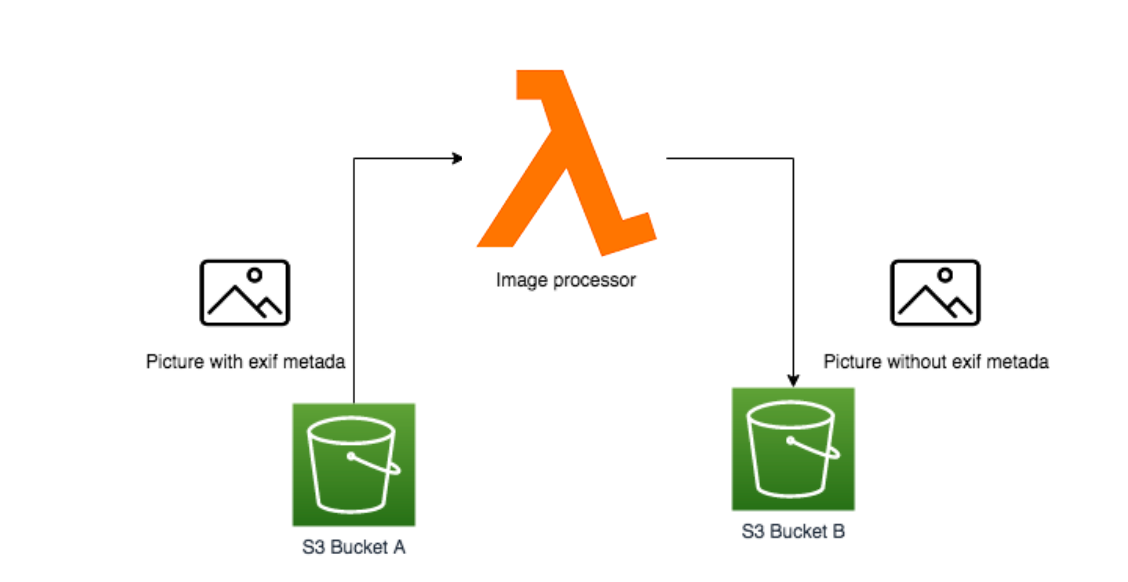 Image processor
Picture with exif metada
Picture without exif metada
S3 Bucket A
S3 Bucket B